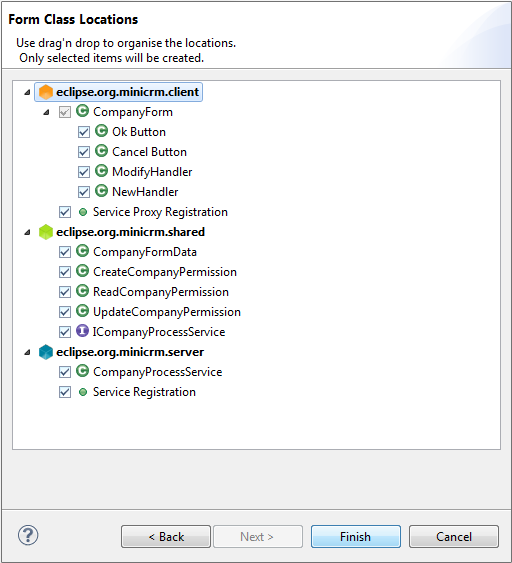 Form Class Locations
Use drag'n drop to organise the locations.
Only selected items will be created.
eclipse.org.minicrm.client
C CompanyForm
C Ok Button
C Cancel Button
C ModifyHandler
C NewHandler
Service Proxy Registration
eclipse.org.minicrm.shared
C CompanyFormData
C CreateCompanyPermission
C ReadCompanyPermission
C UpdateCompanyPermission
I ICompanyProcessService
eclipse.org.minicrm.server
C CompanyProcessService
Service Registration
? < Back Next > Finish Cancel